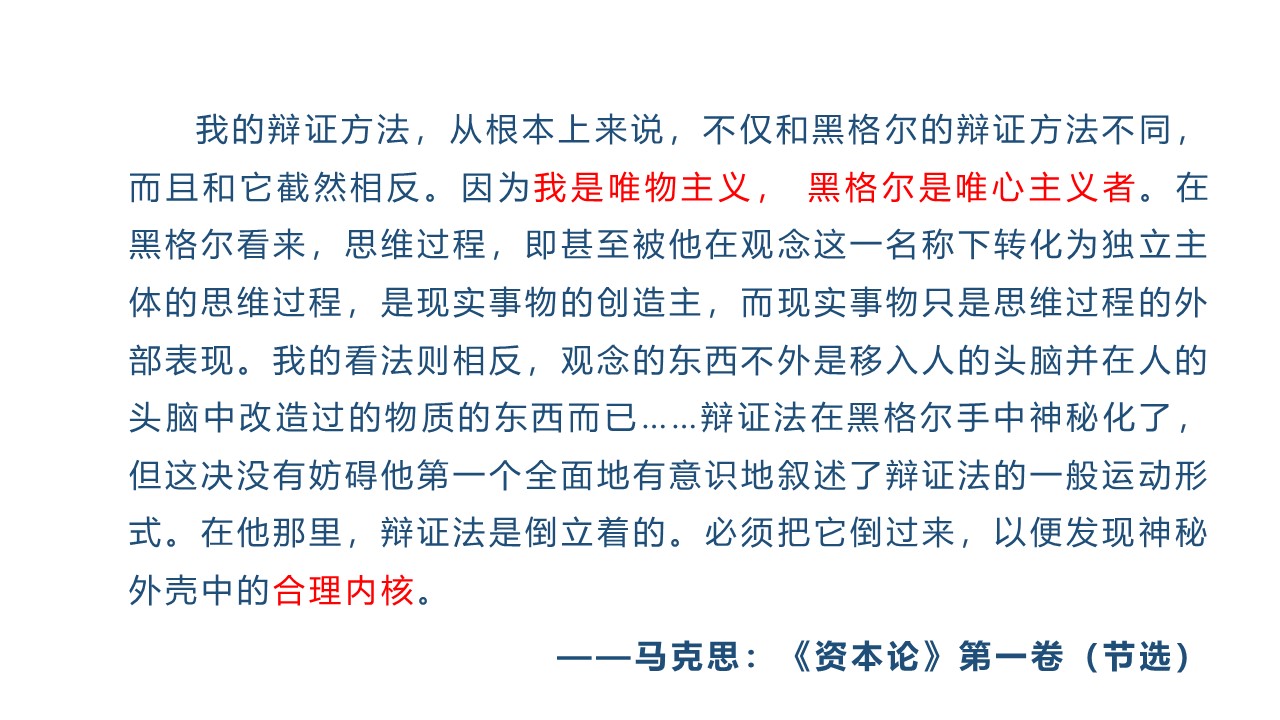 我的辩证方法，从根本上来说，不仅和黑格尔的辩证方法不同，
而且和它截然相反。因为我是唯物主义， 黑格尔是唯心主义者。在
黑格尔看来，思维过程，即甚至被他在观念这一名称下转化为独立主
体的思维过程，是现实事物的创造主，而现实事物只是思维过程的外
部表现。我的看法则相反，观念的东西不外是移入人的头脑并在人的
头脑中改造过的物质的东西而已……辩证法在黑格尔手中神秘化了，
但这决没有妨碍他第一个全面地有意识地叙述了辩证法的一般运动形
式。在他那里，辩证法是倒立着的。必须把它倒过来，以便发现神秘
外壳中的合理内核。
——马克思：《资本论》第一卷（节选）